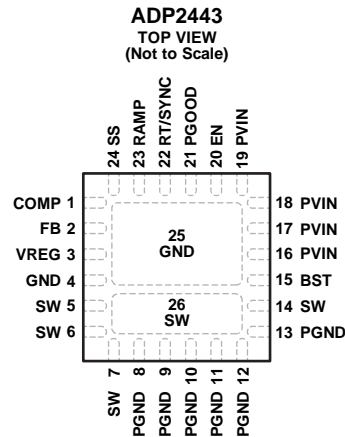 ADP2443
TOP VIEW
(Not to Scale)
24 SS
23 RAMP
22 RT/SYNC
21 PGOOD
20 EN
19 PVIN
COMP 1
FB 2
VREG 3
GND 4
SW 5
SW 6
25
GND
26
SW
18 PVIN
17 PVIN
16 PVIN
15 BST
14 SW
13 PGND
SW 7
PGND 8
PGND 9
PGND 10
PGND 11
PGND 12